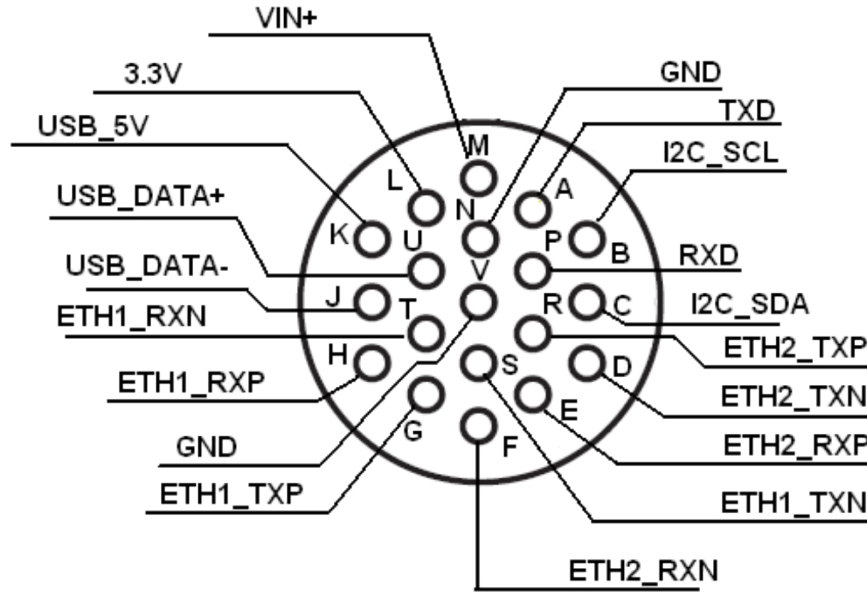 VIN+
3.3V
GND
USB_5V
TXD
M
I2C_SCL
L
A
USB_DATA+
N
K
U
P
B
RXD
USB_DATA-
V
J
T
R
C
I2C_SDA
ETH1_RXN
ETH2_TXP
H
S
D
ETH1_RXP
ETH2_TXN
G
E
F
GND
ETH2_RXP
ETH1_TXP
ETH1_TXN
ETH2_RXN